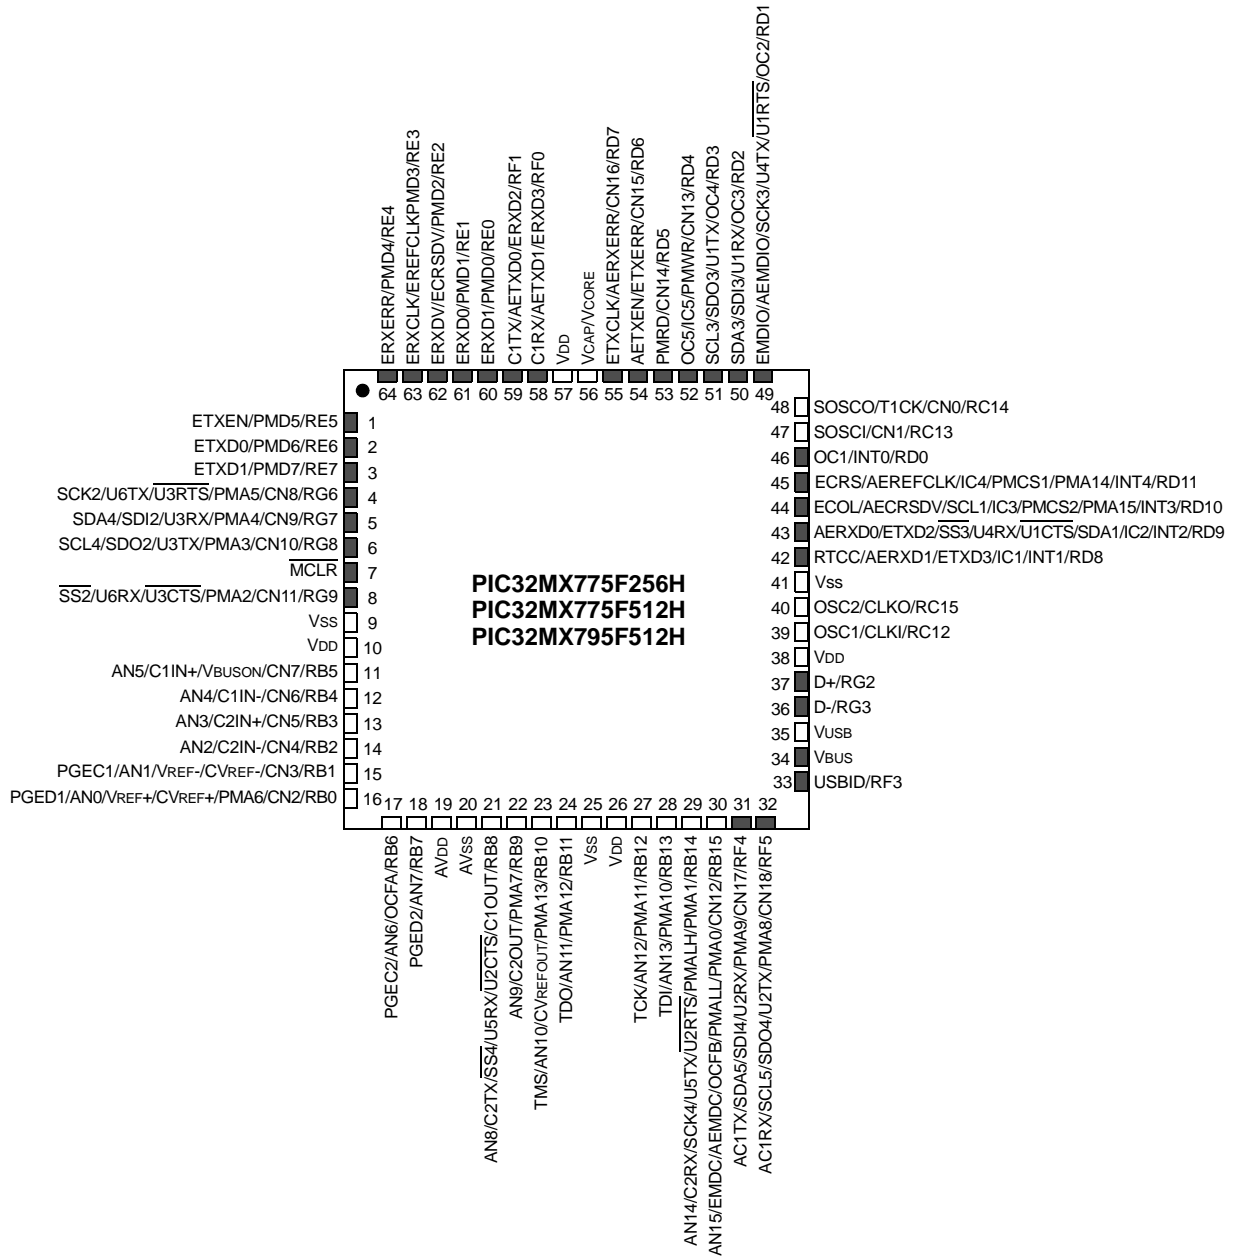 ERXERR/PMD4/RE4
ERXCLK/EREFCLKPMD3/RE3
ERXDV/ECRSDV/PMD2/RE2
ERXD0/PMD1/RE1
ERXD1/PMD0/RE0
C1TX/AETXD0/ERXD2/RF1
C1RX/AETXD1/ERXD3/RF0
VDD
VCAP/VCORE
ETXCLK/AERXERR/CN16/RD7
AETXEN/ETXERR/CN15/RD6
PMRD/CN14/RD5
OC5/IC5/PMWR/CN13/RD4
SCL3/SDO3/U1TX/OC4/RD3
SDA3/SDI3/U1RX/OC3/RD2
EMDIO/AEMDIO/SCK3/U4TX/U1RTS/OC2/RD1
64 63 62 61 60 59 58 57 56 55 54 53 52 51 50 49
ETXEN/PMD5/RE5 1
ETXD0/PMD6/RE6 2
ETXD1/PMD7/RE7 3
SCK2/U6TX/U3RTS/PMA5/CN8/RG6 4
SDA4/SDI2/U3RX/PMA4/CN9/RG7 5
SCL4/SDO2/U3TX/PMA3/CN10/RG8 6
MCLR 7
SS2/U6RX/U3CTS/PMA2/CN11/RG9 8
VSS 9
VDD 10
AN5/C1IN+/VBUSON/CN7/RB5 11
AN4/C1IN-/CN6/RB4 12
AN3/C2IN+/CN5/RB3 13
AN2/C2IN-/CN4/RB2 14
PGEC1/AN1/VREF-/CVREF-/CN3/RB1 15
PGED1/AN0/VREF+/CVREF+/PMA6/CN2/RB0 16
PIC32MX775F256H
PIC32MX775F512H
PIC32MX795F512H
48 SOSCO/T1CK/CN0/RC14
47 SOSCI/CN1/RC13
46 OC1/INT0/RD0
45 ECRS/AEREFCLK/IC4/PMCS1/PMA14/INT4/RD11
44 ECOL/AECRSDV/SCL1/IC3/PMCS2/PMA15/INT3/RD10
43 AERXD0/ETXD2/SS3/U4RX/U1CTS/SDA1/IC2/INT2/RD9
42 RTCC/AERXD1/ETXD3/IC1/INT1/RD8
41 Vss
40 OSC2/CLKO/RC15
39 OSC1/CLKI/RC12
38 VDD
37 D+/RG2
36 D-/RG3
35 VUSB
34 VBUS
33 USBID/RF3
17 18 19 20 21 22 23 24 25 26 27 28 29 30 31 32
PGEC2/AN6/OCFA/RB6
PGED2/AN7/RB7
AVDD
AVSS
AN8/C2TX/SS4/U5RX/U2CTS/C1OUT/RB8
AN9/C2OUT/PMA7/RB9
TMS/AN10/CVREFOUT/PMA13/RB10
TDO/AN11/PMA12/RB11
Vss
VDD
TCK/AN12/PMA11/RB12
TDI/AN13/PMA10/RB13
AN14/C2RX/SCK4/U5TX/U2RTS/PMALH/PMA1/RB14
AN15/EMDC/AEMDC/OCFB/PMALL/PMA0/CN12/RB15
AC1TX/SDA5/SDI4/U2RX/PMA9/CN17/RF4
AC1RX/SCL5/SDO4/U2TX/PMA8/CN18/RF5